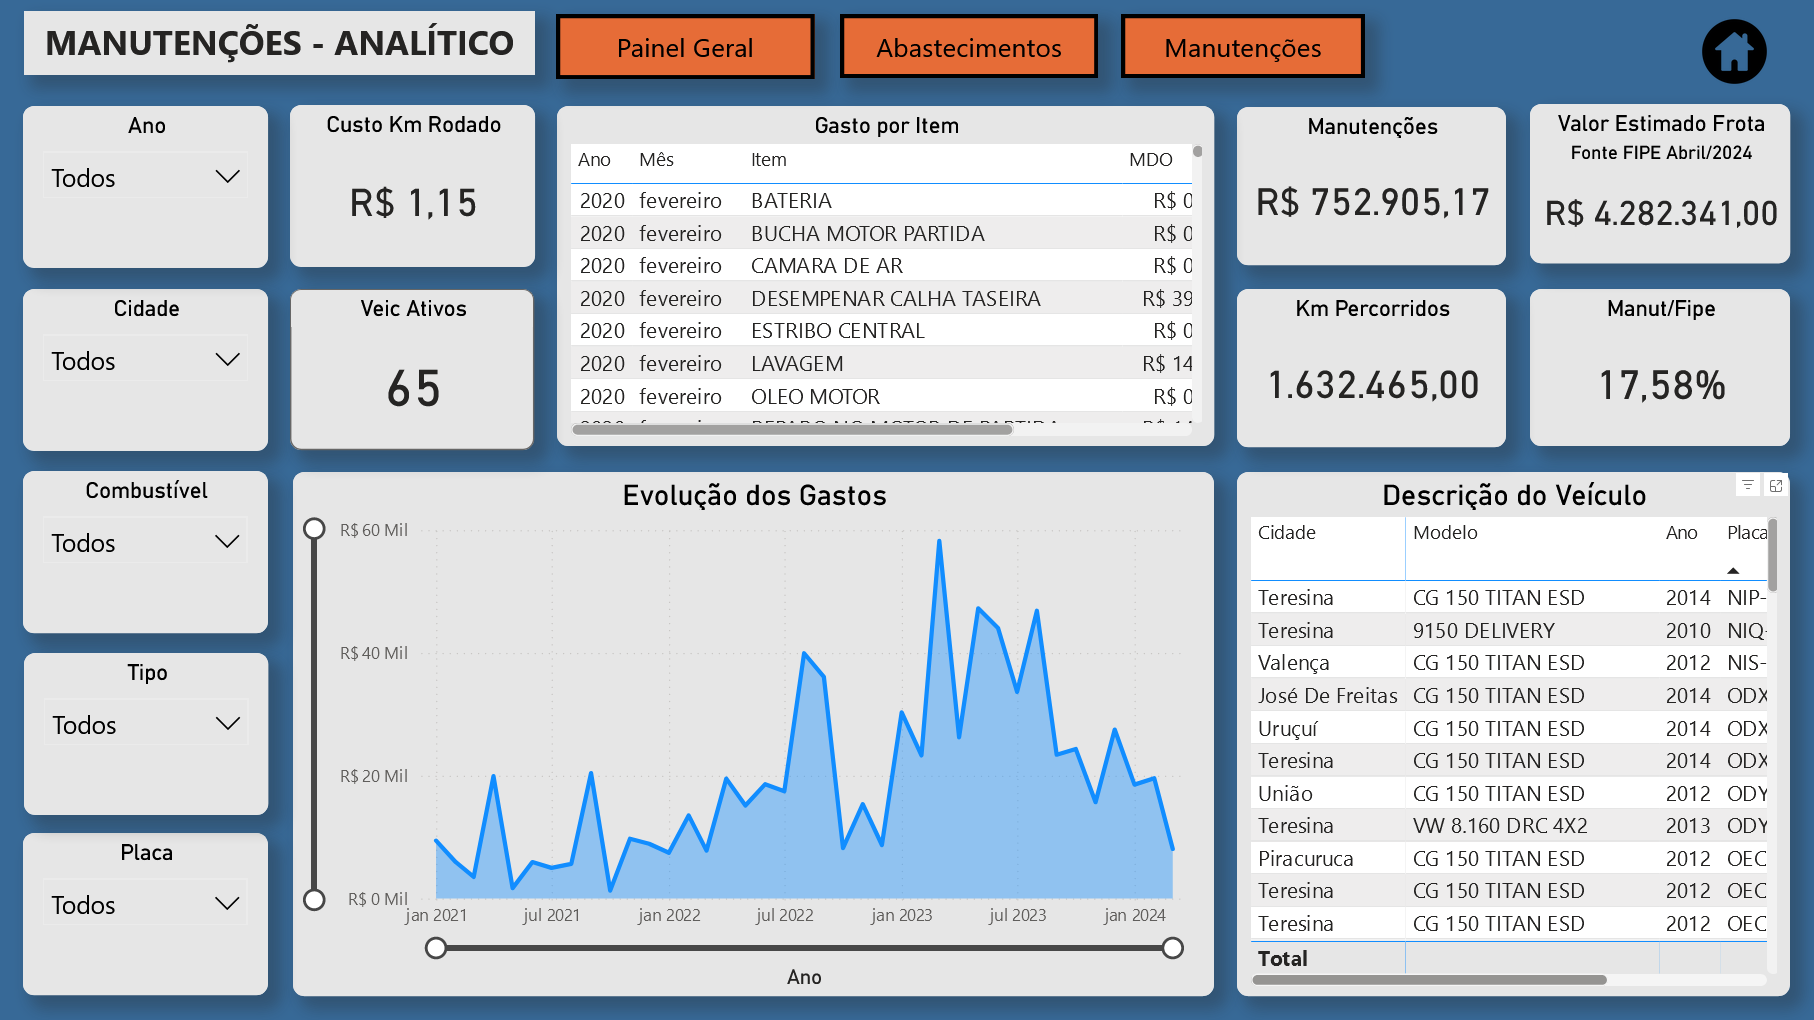 MANUTENÇÕES - ANALÍTICO
Painel Geral
Abastecimentos
Manutenções
Ano
Todos
Custo Km Rodado
R$ 1,15
Gasto por Item
Ano Mês Item MDO
2020 fevereiro BATERIA R$ 0
2020 fevereiro BUCHA MOTOR PARTIDA R$ 0
2020 fevereiro CAMARA DE AR R$ 0
2020 fevereiro DESEMPENAR CALHA TASEIRA R$ 39
2020 fevereiro ESTRIBO CENTRAL R$ 0
2020 fevereiro LAVAGEM R$ 14
2020 fevereiro OLEO MOTOR R$ 0
Manutenções
R$ 752.905,17
Valor Estimado Frota
Fonte FIPE Abril/2024
R$ 4.282.341,00
Cidade
Todos
Veic Ativos
65
Km Percorridos
1.632.465,00
Manut/Fipe
17,58%
Combustível
Todos
Tipo
Todos
Placa
Todos
Evolução dos Gastos
R$ 60 Mil
R$ 40 Mil
R$ 20 Mil
R$ 0 Mil
jan 2021 jul 2021 jan 2022 jul 2022 jan 2023 jul 2023 jan 2024
Ano
Descrição do Veículo
Cidade Modelo Ano Placa
Teresina CG 150 TITAN ESD 2014 NIP-
Teresina 9150 DELIVERY 2010 NIQ-
Valença CG 150 TITAN ESD 2012 NIS-
José De Freitas CG 150 TITAN ESD 2014 ODX
Uruçuí CG 150 TITAN ESD 2014 ODX
Teresina CG 150 TITAN ESD 2014 ODX
União CG 150 TITAN ESD 2012 ODY
Teresina VW 8.160 DRC 4X2 2013 ODY
Piracuruca CG 150 TITAN ESD 2012 OEC
Teresina CG 150 TITAN ESD 2012 OEC
Teresina CG 150 TITAN ESD 2012 OEC
Total